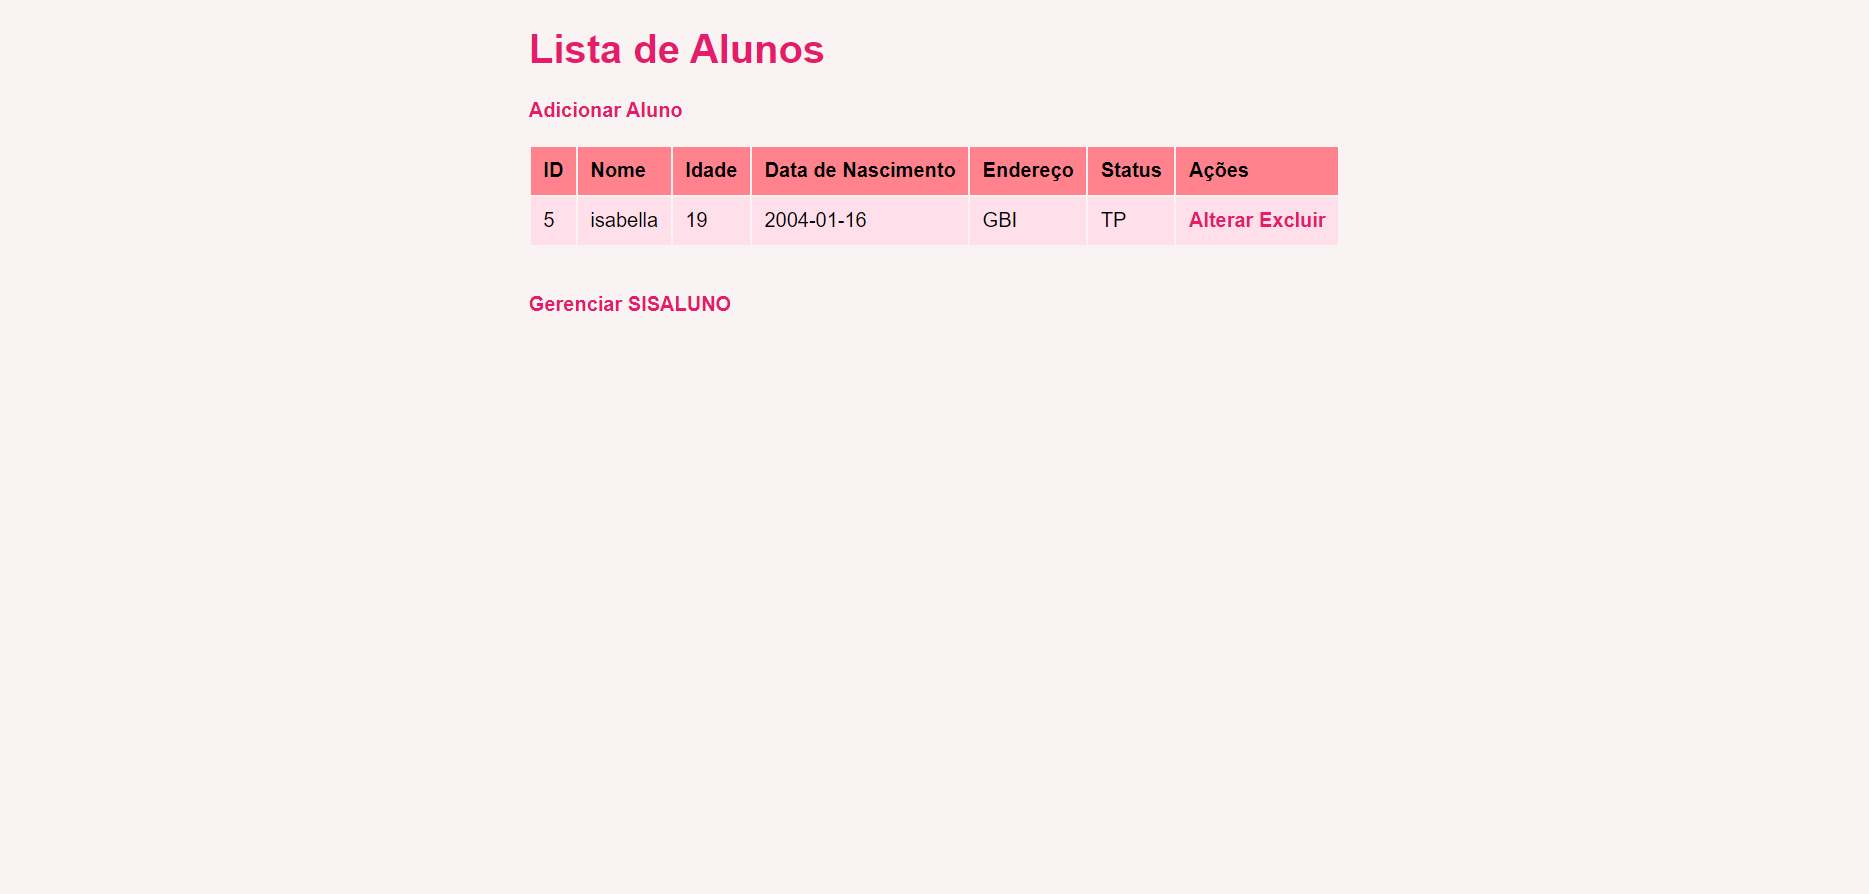 Lista de Alunos
Adicionar Aluno
ID Nome Idade Data de Nascimento Endereço Status Ações
5 isabella 19 2004-01-16 GBI TP Alterar Excluir
Gerenciar SISALUNO